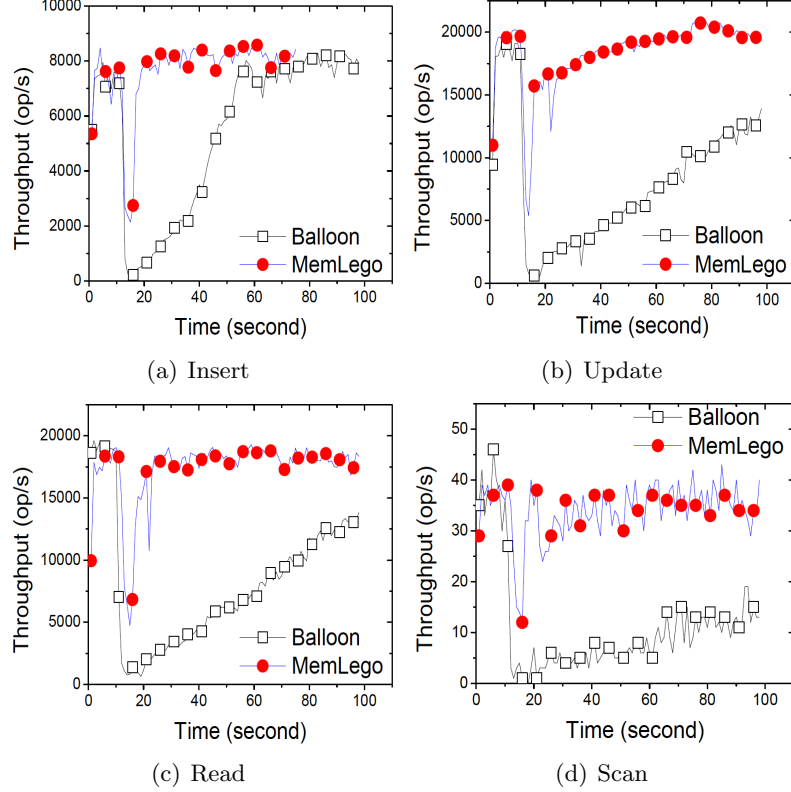 10000
8000
6000
4000
2000
0
Throughput (op/s)
Balloon
MemLego
0 20 40 60 80 100
Time (second)
(a) Insert
20000
15000
10000
5000
0
Throughput (op/s)
Balloon
MemLego
0 20 40 60 80 100
Time (second)
(b) Update
20000
15000
10000
5000
0
Throughput (op/s)
Balloon
MemLego
0 20 40 60 80 100
Time (second)
(c) Read
50
40
30
20
10
0
Throughput (op/s)
Balloon
MemLego
0 20 40 60 80 100
Time (second)
(d) Scan